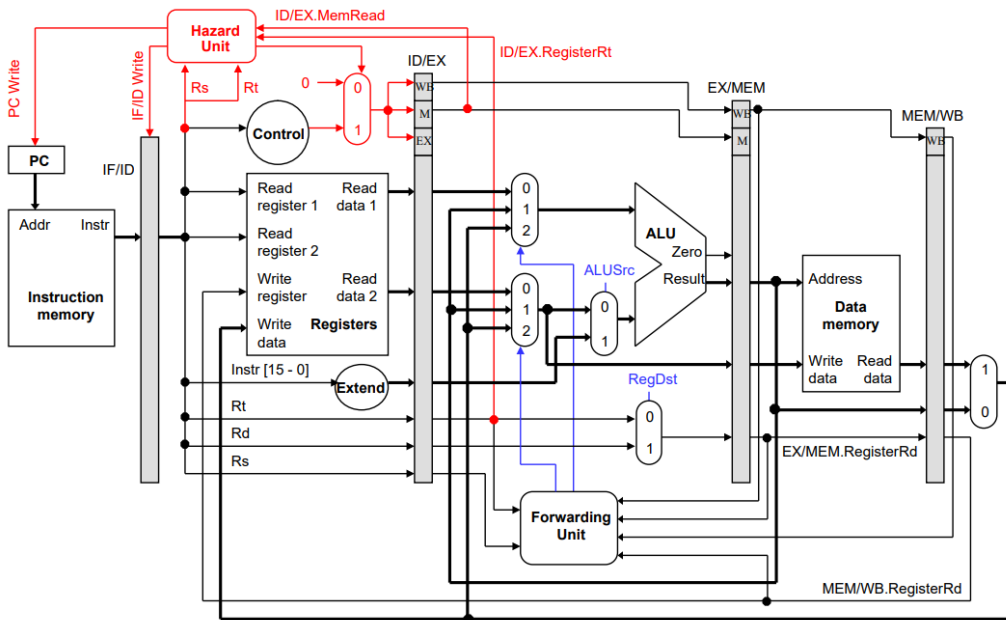 ID/EX.MemRead
Hazard
Unit
ID/EX.RegisterRt
PC Write
IF/ID Write
Rs
Rt
0
0
1
ID/EX
WB
M
EX
EX/MEM
WB
M
MEM/WB
WB
Control
PC
IF/ID
Addr
Instr
Instruction
memory
Read
register 1
Read
data 1
Read
register 2
Write
register
Read
data 2
Write
data
Registers
0
1
2
0
1
2
ALUSrc
0
1
ALU
Zero
Result
Address
Data
memory
Write
data
Read
data
1
0
Instr [15 - 0]
Extend
RegDst
Rt
Rd
Rs
0
1
EX/MEM.RegisterRd
Forwarding
Unit
MEM/WB.RegisterRd